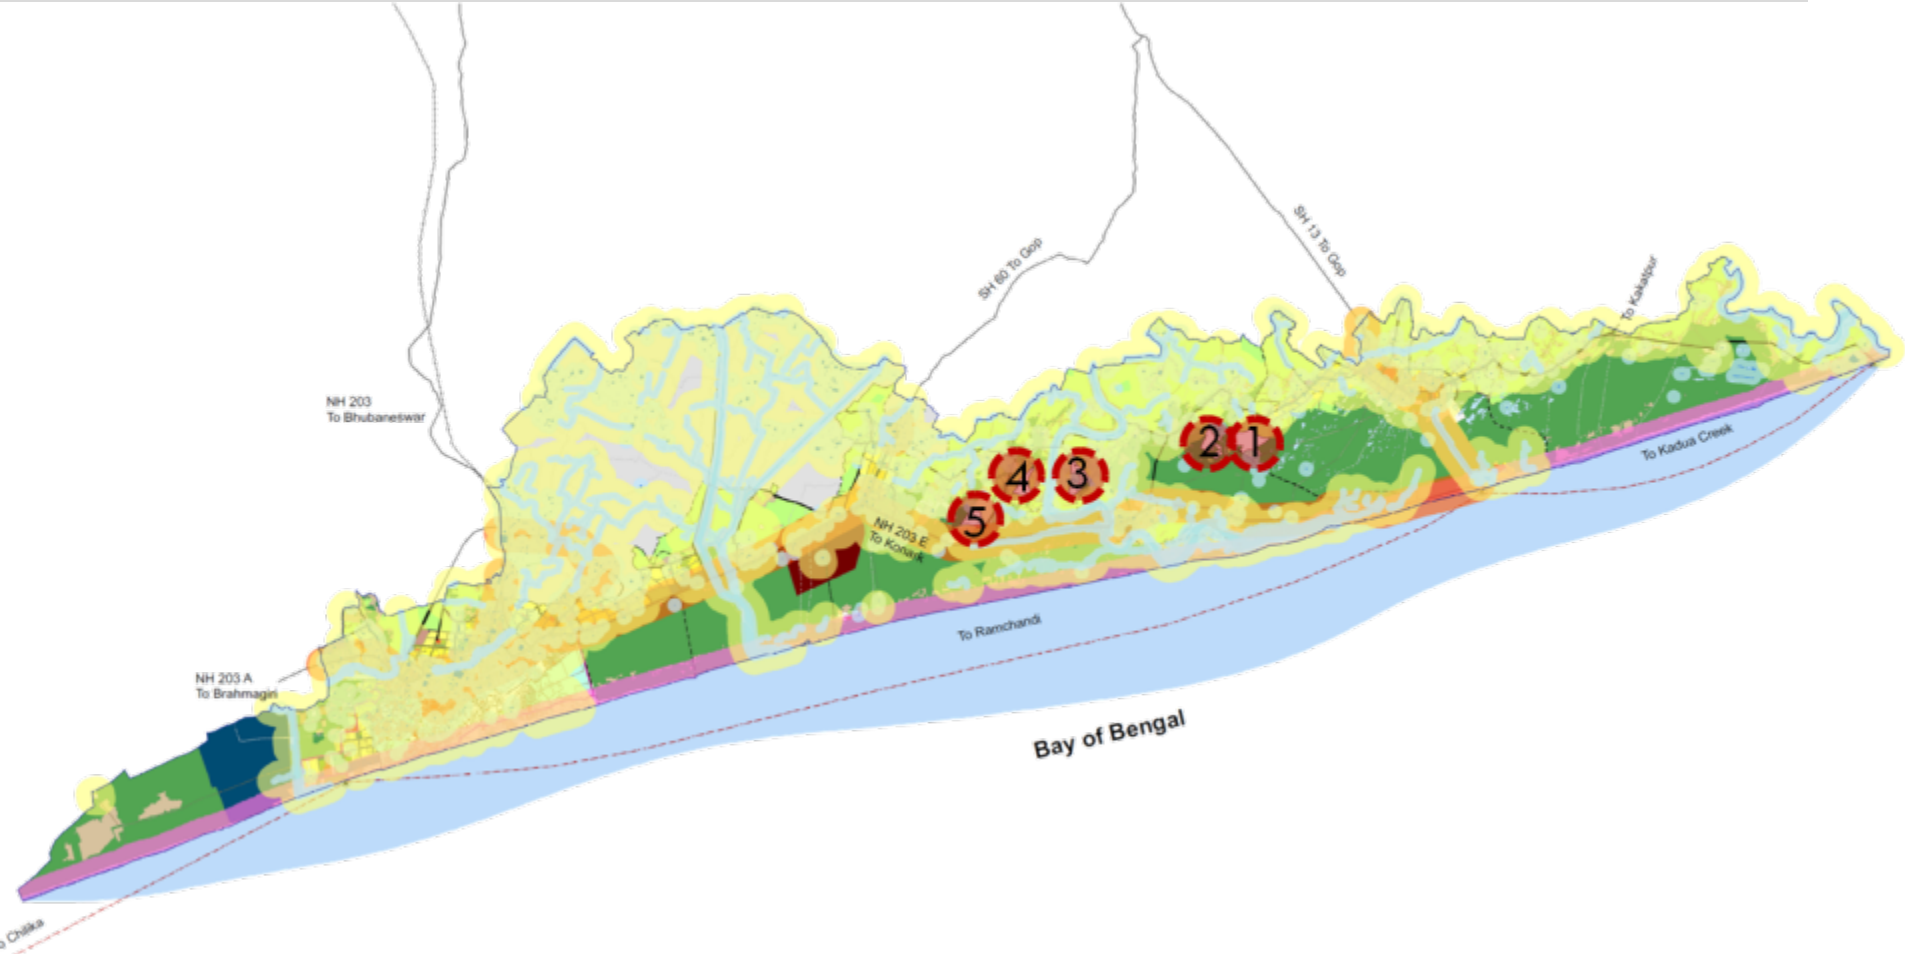 SH 13 To Gop
SH 60 To Gop
To Kakatpur
NH 203
To Bhubaneswar
2
1
4
3
5
To Kadua Creek
NH 203 E
To Konark
To Ramchandi
NH 203 A
To Brahmagiri
Bay of Bengal
o Chilika